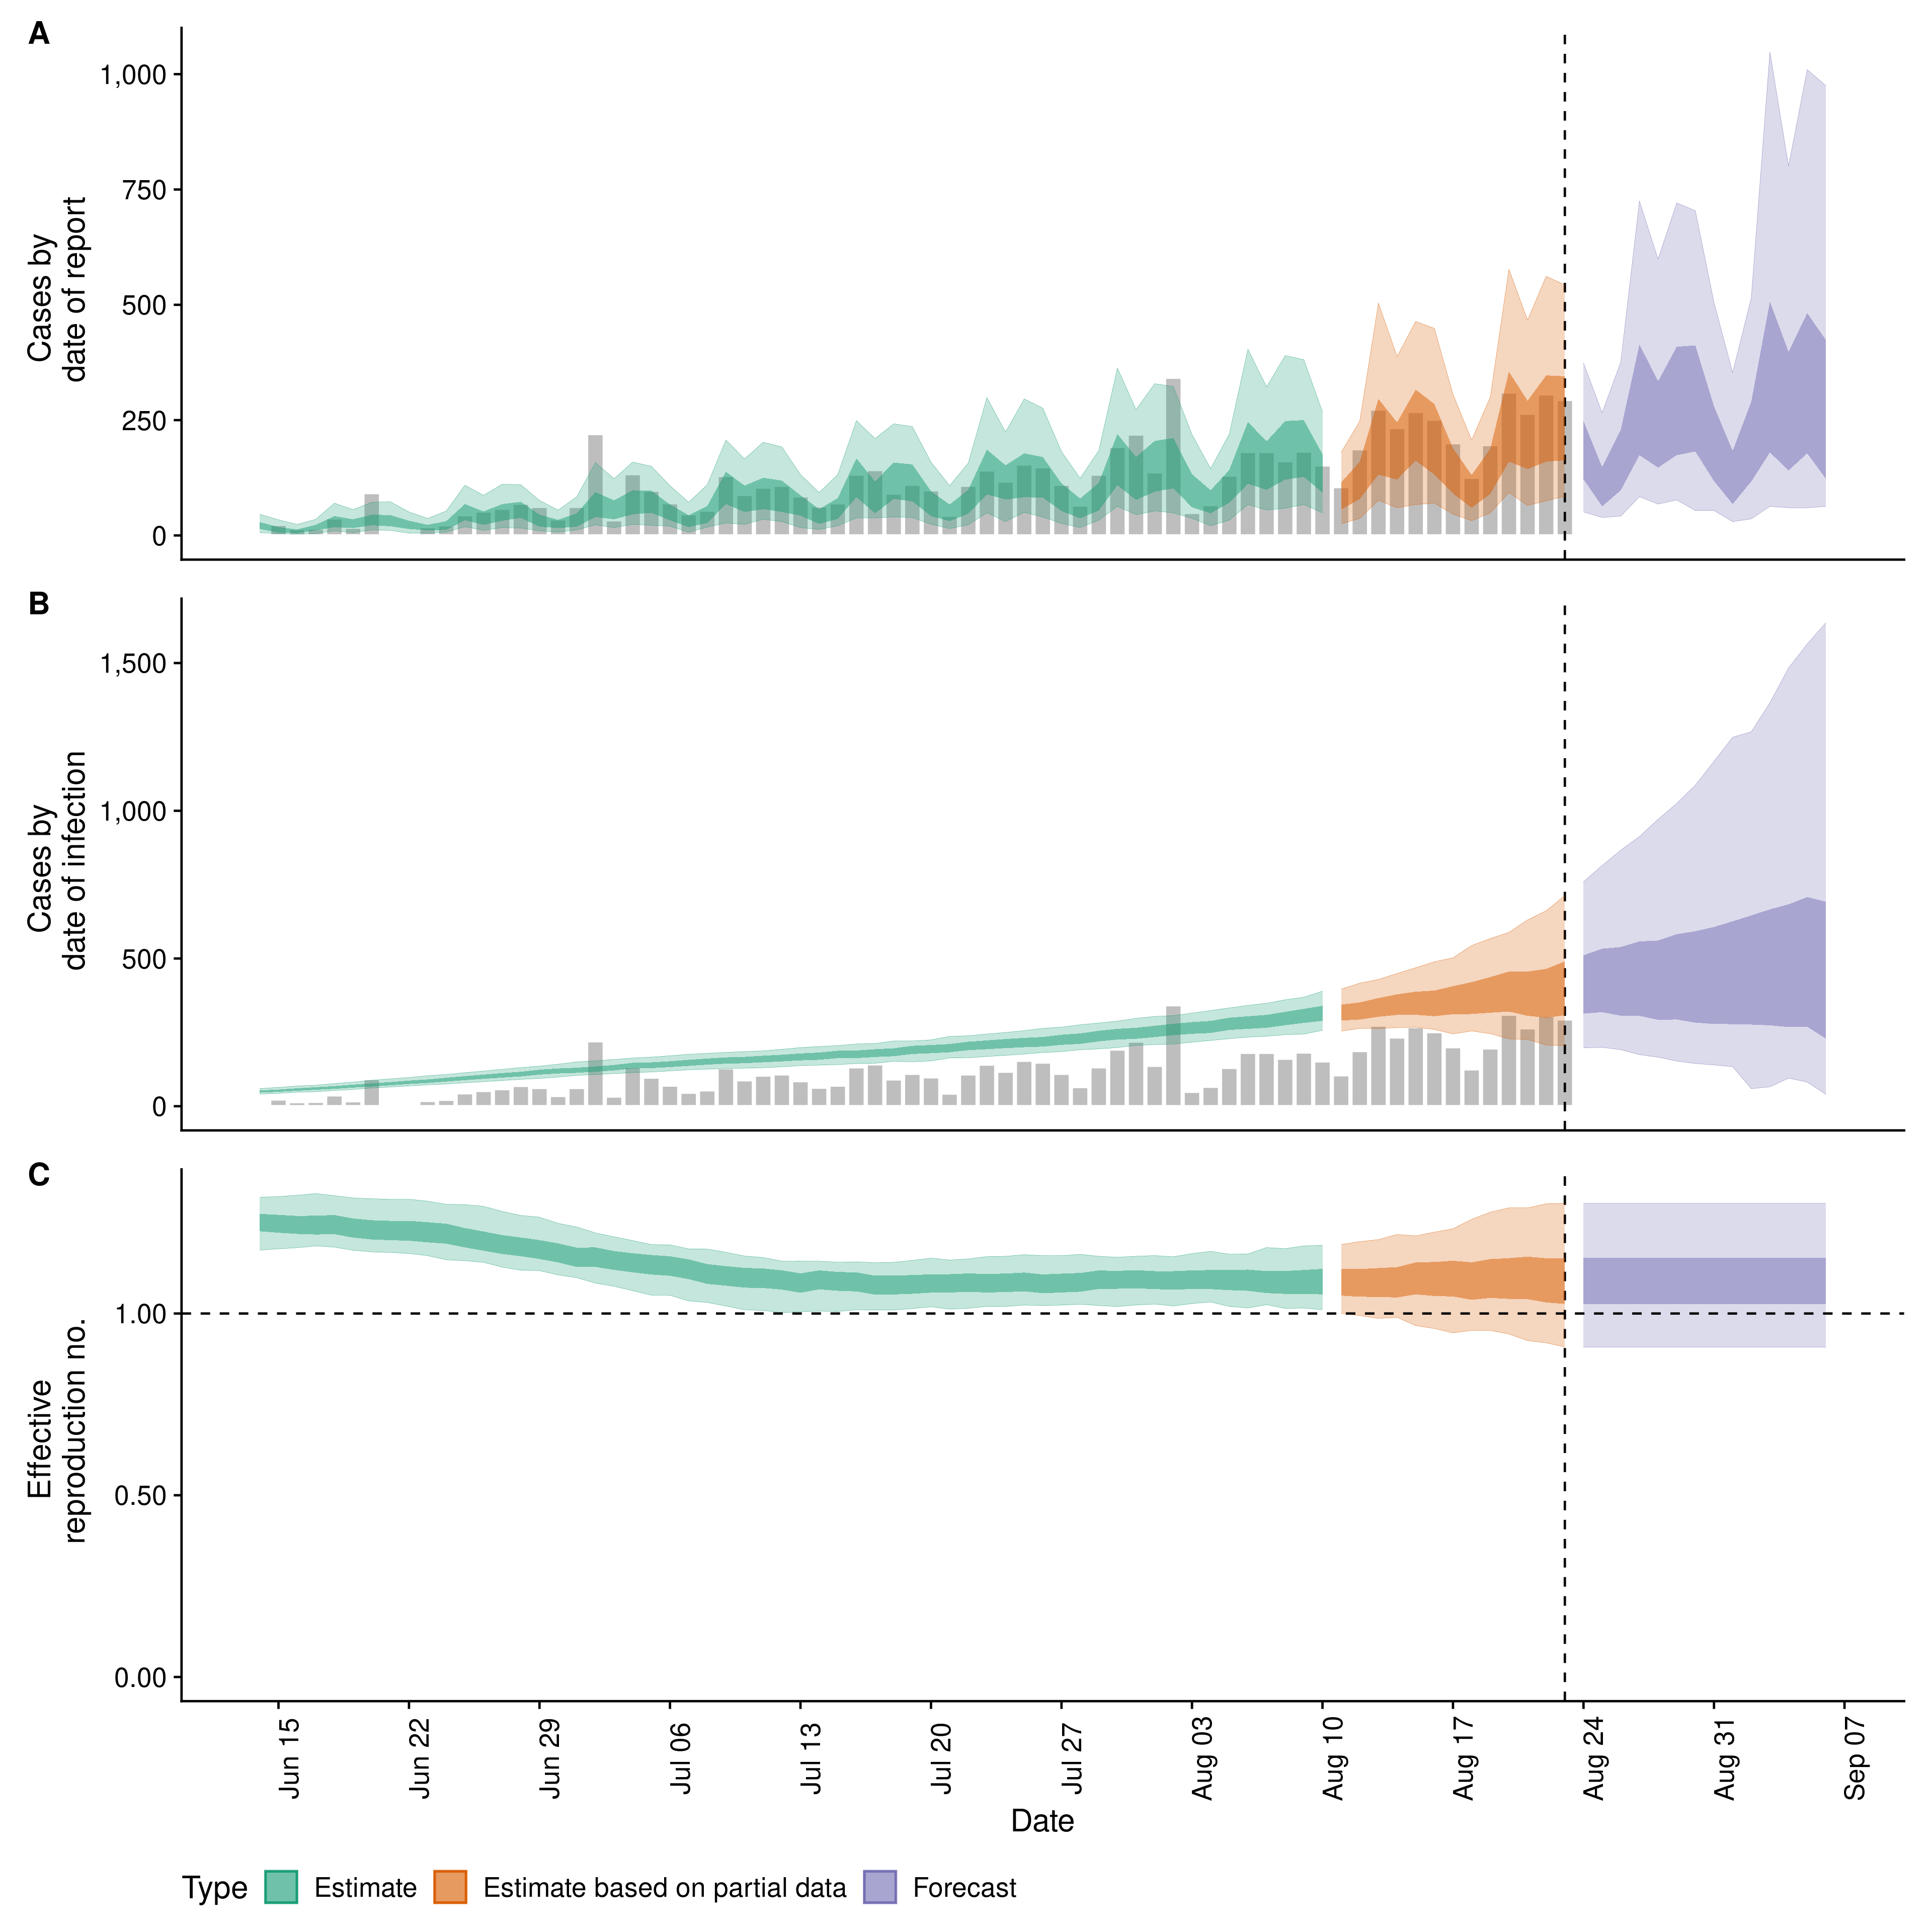 A
Cases by
date of report
1,000
750
500
250
0
B
Cases by
date of infection
1,500
1,000
500
0
C
Effective
reproduction no.
1.00
0.50
0.00
Jun 15
Jun 22
Jun 29
Jul 06
Jul 13
Jul 20
Jul 27
Aug 03
Aug 10
Aug 17
Aug 24
Aug 31
Sep 07
Date
Type Estimate Estimate based on partial data Forecast